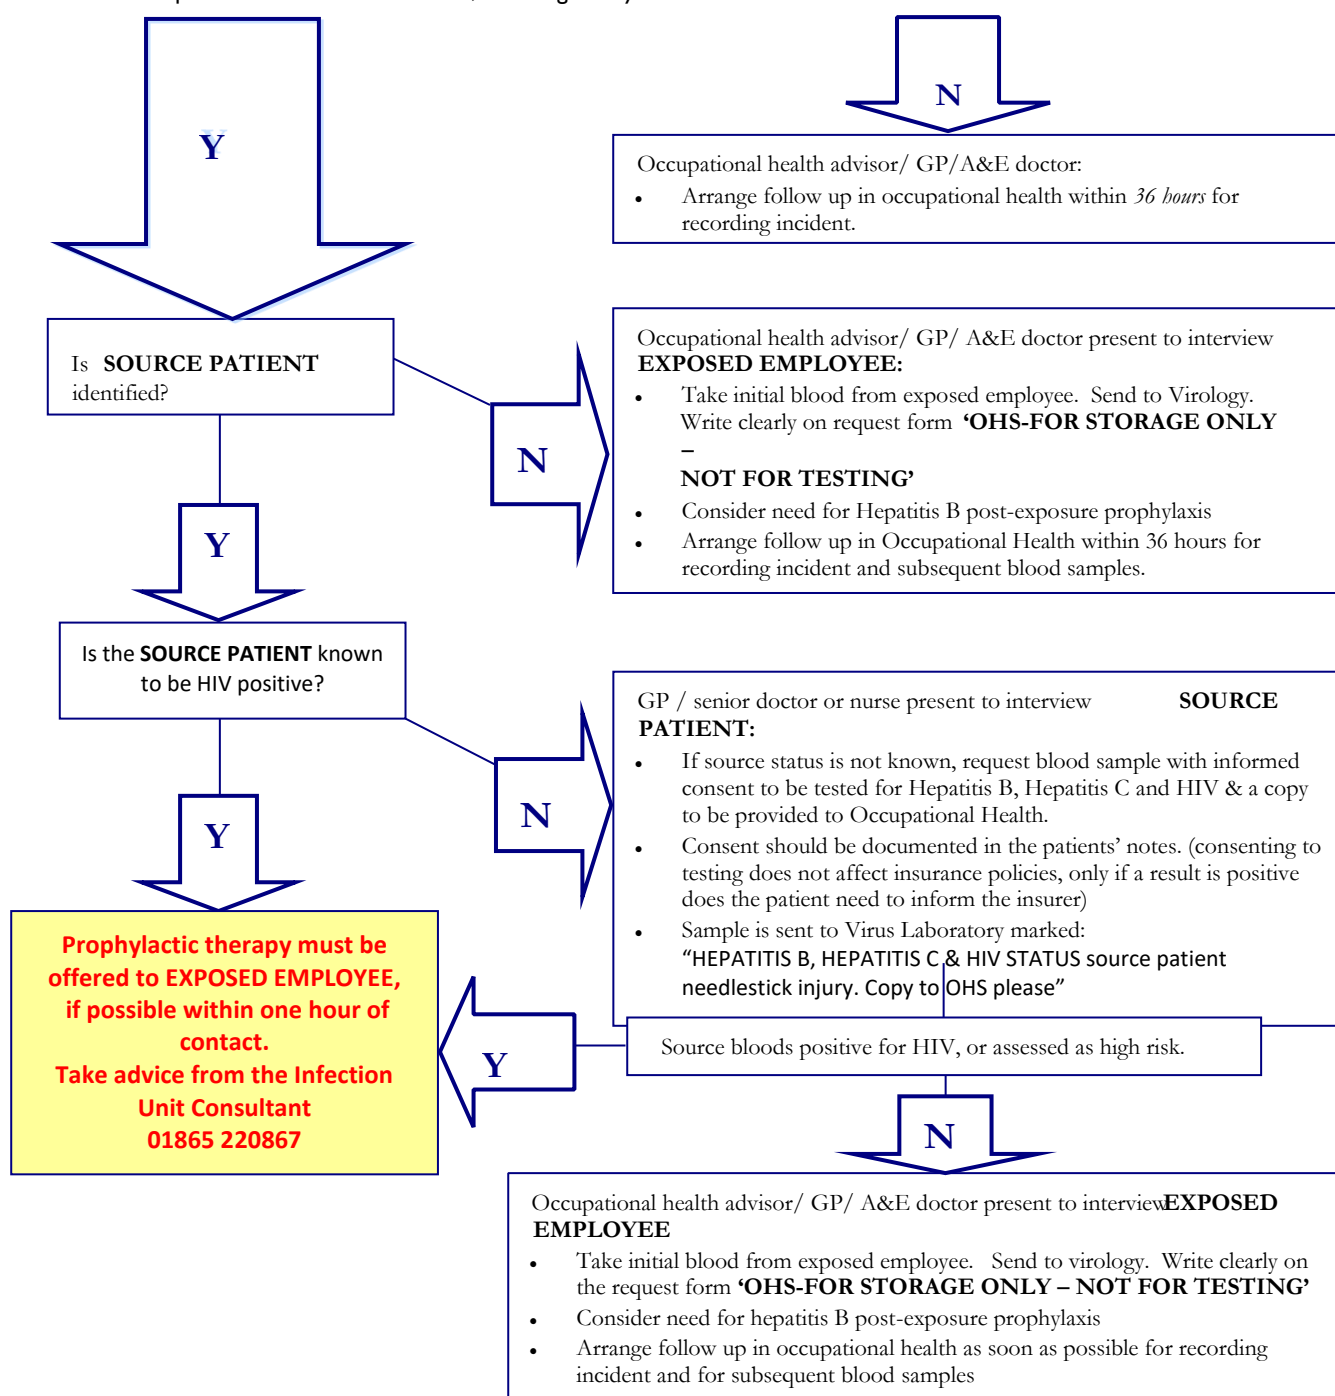 Y
N
Occupational health advisor/ GP/A&E doctor:
• Arrange follow up in occupational health within 36 hours for
recording incident.
Is SOURCE PATIENT
identified?
N
Occupational health advisor/ GP/ A&E doctor present to interview
EXPOSED EMPLOYEE:
• Take initial blood from exposed employee. Send to Virology.
Write clearly on request form ‘OHS-FOR STORAGE ONLY
–
NOT FOR TESTING’
• Consider need for Hepatitis B post-exposure prophylaxis
• Arrange follow up in Occupational Health within 36 hours for
recording incident and subsequent blood samples.
Y
Is the SOURCE PATIENT known
to be HIV positive?
N
GP / senior doctor or nurse present to interview SOURCE
PATIENT:
• If source status is not known, request blood sample with informed
consent to be tested for Hepatitis B, Hepatitis C and HIV & a copy
to be provided to Occupational Health.
• Consent should be documented in the patients’ notes. (consenting to
testing does not affect insurance policies, only if a result is positive
does the patient need to inform the insurer)
• Sample is sent to Virus Laboratory marked:
“HEPATITIS B, HEPATITIS C & HIV STATUS source patient
needlestick injury. Copy to OHS please”
Y
Prophylactic therapy must be
offered to EXPOSED EMPLOYEE,
if possible within one hour of
contact.
Take advice from the Infection
Unit Consultant
01865 220867
Y
Source bloods positive for HIV, or assessed as high risk.
N
Occupational health advisor/ GP/ A&E doctor present to interviewEXPOSED
EMPLOYEE
• Take initial blood from exposed employee. Send to virology. Write clearly on
the request form ‘OHS-FOR STORAGE ONLY – NOT FOR TESTING’
• Consider need for hepatitis B post-exposure prophylaxis
• Arrange follow up in occupational health as soon as possible for recording
incident and for subsequent blood samples